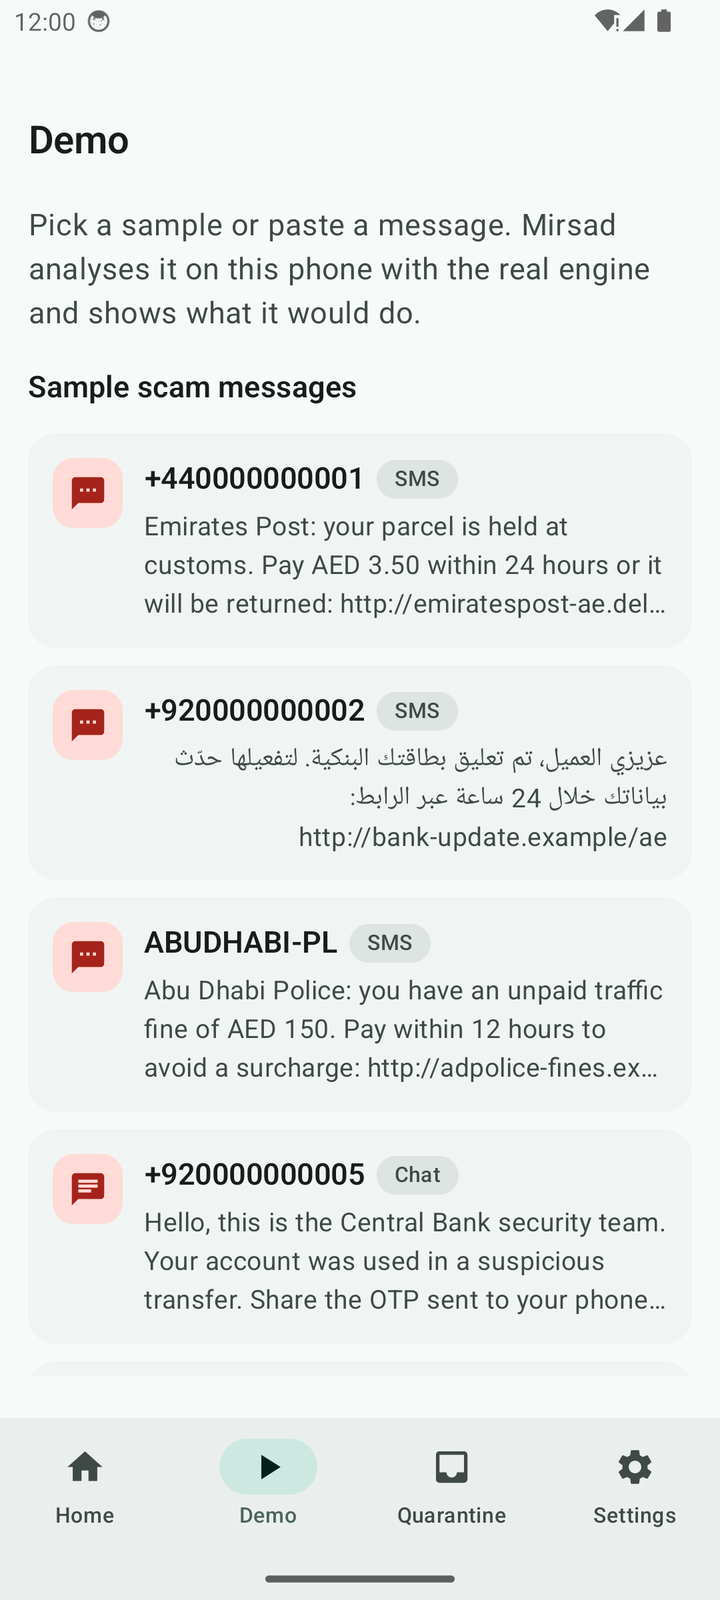 12:00
Demo
Pick a sample or paste a message. Mirsad
analyses it on this phone with the real engine
and shows what it would do.
Sample scam messages
+440000000001 SMS
Emirates Post: your parcel is held at
customs. Pay AED 3.50 within 24 hours or it
will be returned: http://emiratespost-ae.del…
+920000000002 SMS
عزيزي العميل، تم تعليق بطاقتك البنكية. لتفعيلها حدّث
بياناتك خلال 24 ساعة عبر الرابط:
http://bank-update.example/ae
ABUDHABI-PL SMS
Abu Dhabi Police: you have an unpaid traffic
fine of AED 150. Pay within 12 hours to
avoid a surcharge: http://adpolice-fines.ex…
+920000000005 Chat
Hello, this is the Central Bank security team.
Your account was used in a suspicious
transfer. Share the OTP sent to your phone…
Home Demo Quarantine Settings